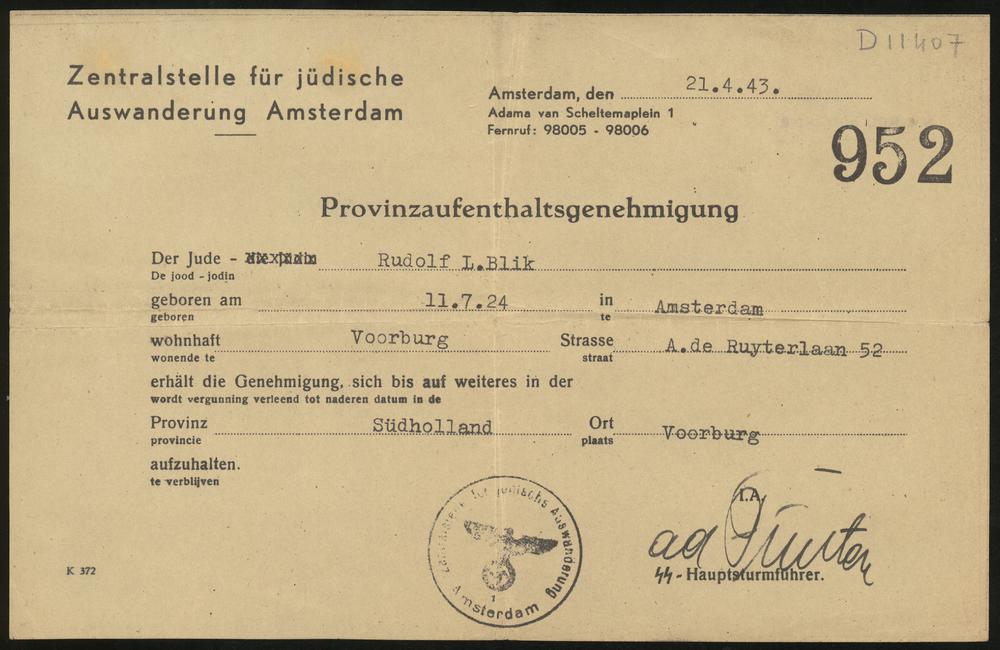 D11407
Zentralstelle für jüdische
Auswanderung Amsterdam
Amsterdam, den 21.4.43.
Adama van Scheltemaplein 1
Fernruf: 98005 - 98006
952
Provinzaufenthaltsgenehmigung
Der Jude - die Jüdin Rudolf L.Blik
De jood - jodin
geboren am 11.7.24 in Amsterdam
geboren te
wohnhaft Voorburg Strasse A.de Ruyterlaan 52
wonende te straat
erhält die Genehmigung, sich bis auf weiteres in der
wordt vergunning verleend tot naderen datum in de
Provinz Südholland Ort Voorburg
provincie plaats
aufzuhalten.
te verblijven
Zentralstelle für jüdische Auswanderung
1
Amsterdam
I.A.
SS-Hauptsturmführer.
K 372